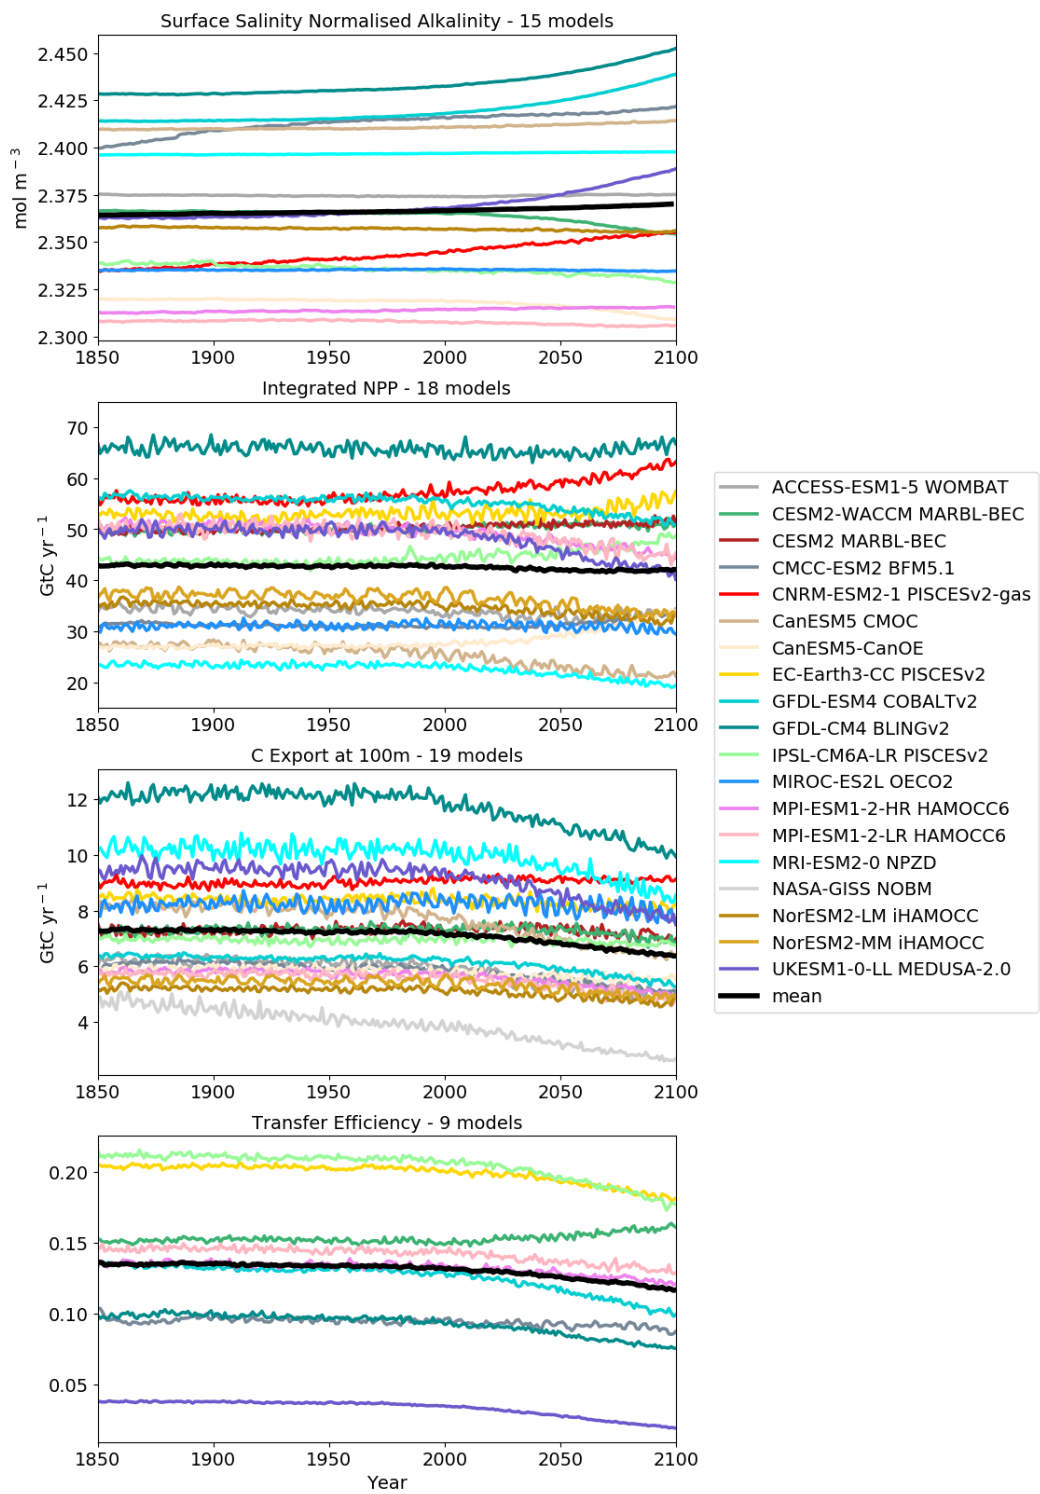 Surface Salinity Normalised Alkalinity - 15 models
2.450
2.425
2.400
2.375
2.350
2.325
2.300
mol m⁻³
1850 1900 1950 2000 2050 2100
Integrated NPP - 18 models
70
60
50
40
30
20
GtC yr⁻¹
1850 1900 1950 2000 2050 2100
C Export at 100m - 19 models
12
10
8
6
4
GtC yr⁻¹
1850 1900 1950 2000 2050 2100
Transfer Efficiency - 9 models
0.20
0.15
0.10
0.05
1850 1900 1950 2000 2050 2100
Year
ACCESS-ESM1-5 WOMBAT
CESM2-WACCM MARBL-BEC
CESM2 MARBL-BEC
CMCC-ESM2 BFM5.1
CNRM-ESM2-1 PISCESv2-gas
CanESM5 CMOC
CanESM5-CanOE
EC-Earth3-CC PISCESv2
GFDL-ESM4 COBALTv2
GFDL-CM4 BLINGv2
IPSL-CM6A-LR PISCESv2
MIROC-ES2L OECO2
MPI-ESM1-2-HR HAMOCC6
MPI-ESM1-2-LR HAMOCC6
MRI-ESM2-0 NPZD
NASA-GISS NOBM
NorESM2-LM iHAMOCC
NorESM2-MM iHAMOCC
UKESM1-0-LL MEDUSA-2.0
mean